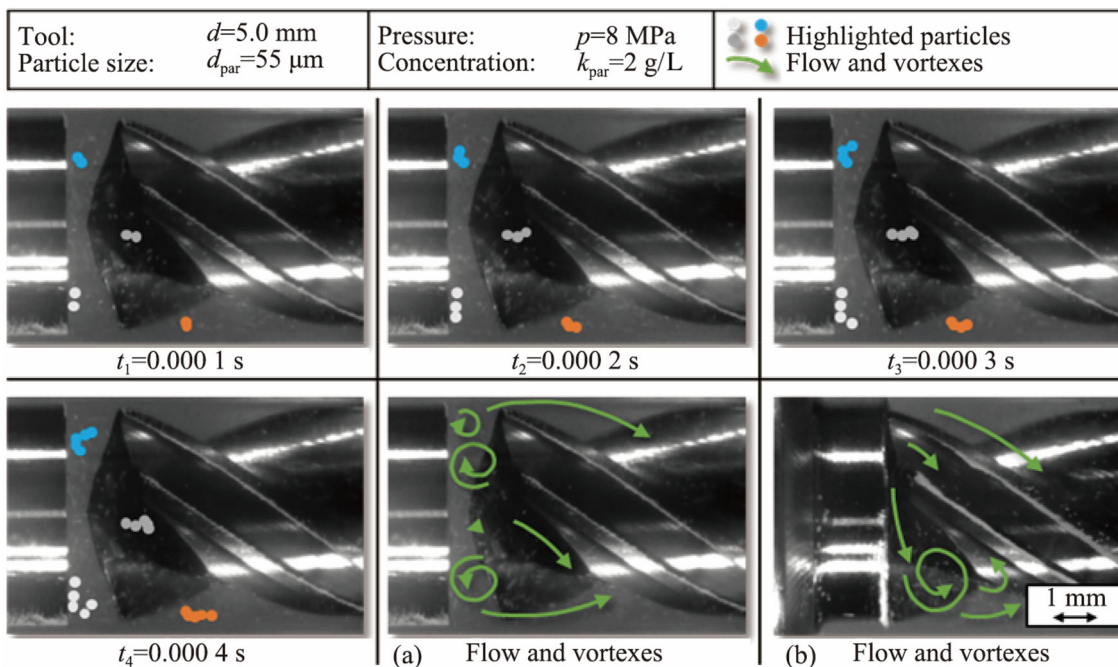 Tool: d=5.0 mm
Particle size: dpar=55 μm
Pressure: p=8 MPa
Concentration: kpar=2 g/L
Highlighted particles
Flow and vortexes
t1=0.000 1 s
t2=0.000 2 s
t3=0.000 3 s
t4=0.000 4 s
(a) Flow and vortexes
1 mm
(b) Flow and vortexes